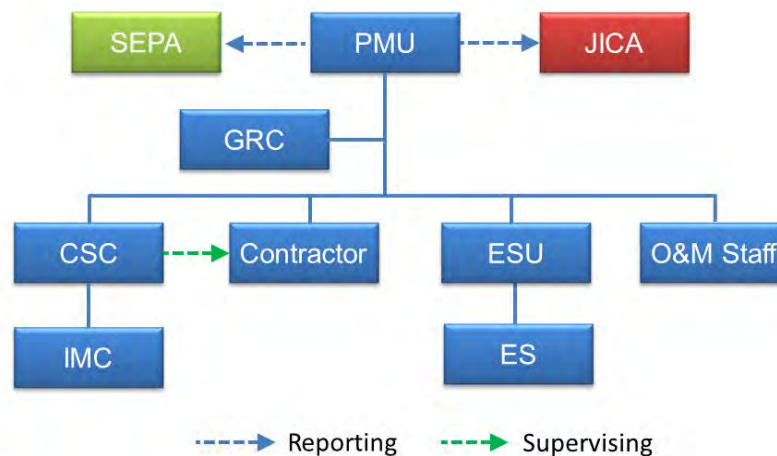 SEPA PMU JICA
GRC
CSC Contractor ESU O&M Staff
IMC ES
Reporting Supervising